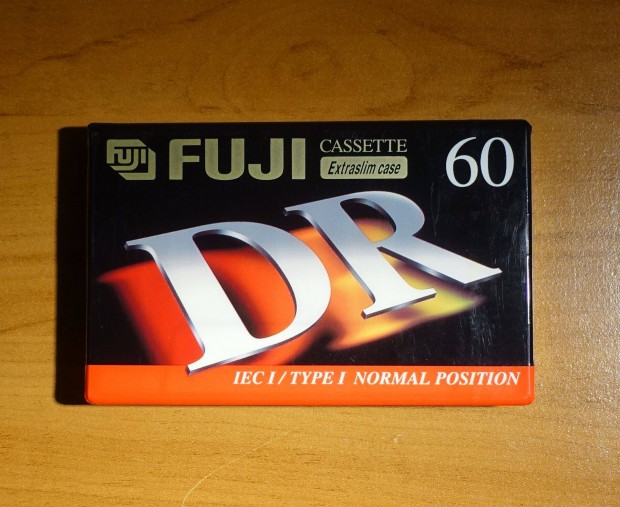 FUJI FUJI CASSETTE 60
Extraslim case
DR
IEC I / TYPE I NORMAL POSITION